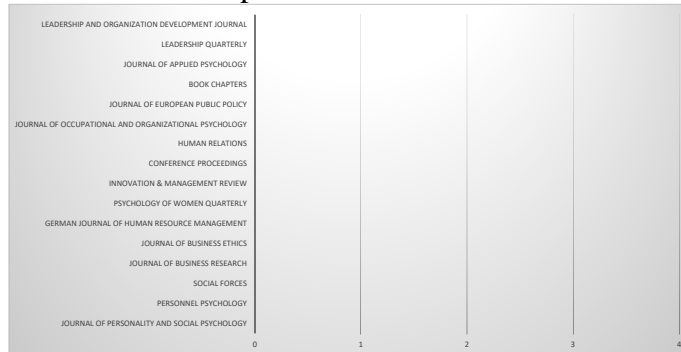 LEADERSHIP AND ORGANIZATION DEVELOPMENT JOURNAL
LEADERSHIP QUARTERLY
JOURNAL OF APPLIED PSYCHOLOGY
BOOK CHAPTERS
JOURNAL OF EUROPEAN PUBLIC POLICY
JOURNAL OF OCCUPATIONAL AND ORGANIZATIONAL PSYCHOLOGY
HUMAN RELATIONS
CONFERENCE PROCEEDINGS
INNOVATION & MANAGEMENT REVIEW
PSYCHOLOGY OF WOMEN QUARTERLY
GERMAN JOURNAL OF HUMAN RESOURCE MANAGEMENT
JOURNAL OF BUSINESS ETHICS
JOURNAL OF BUSINESS RESEARCH
SOCIAL FORCES
PERSONNEL PSYCHOLOGY
JOURNAL OF PERSONALITY AND SOCIAL PSYCHOLOGY
0 1 2 3 4